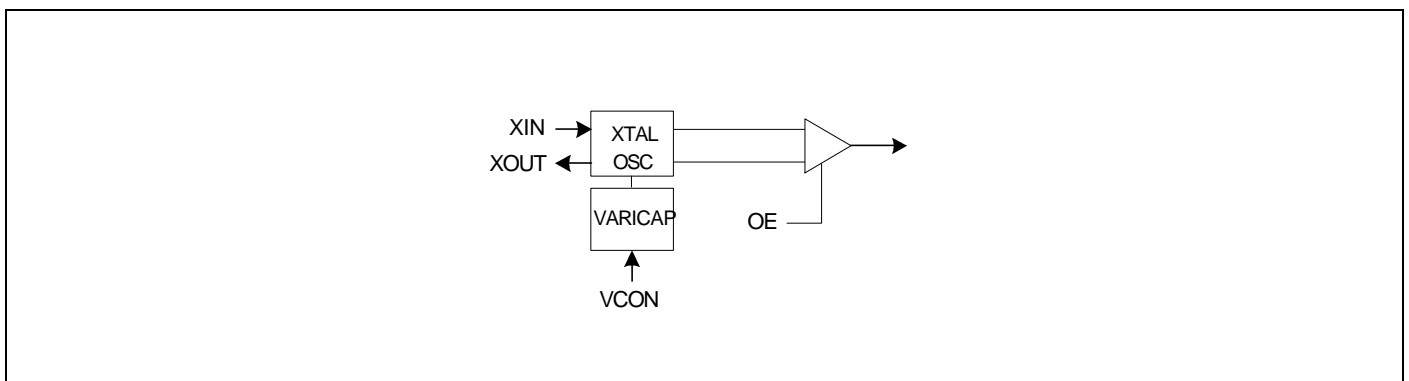 XIN
XTAL
XOUT
OSC
VARICAP
OE
VCON